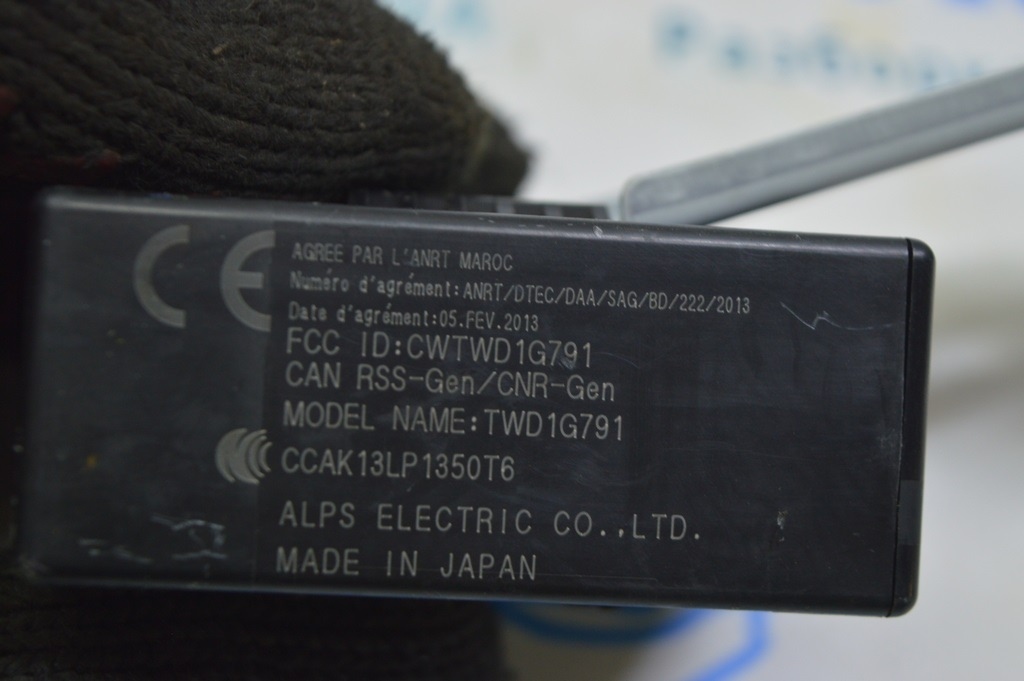 CE
AGREE PAR L'ANRT MAROC
Numéro d'agrément:ANRT/DTEC/DAA/SAG/BD/222/2013
Date d'agrément:05.FEV.2013
FCC ID:CWTWD1G791
CAN RSS-Gen/CNR-Gen
MODEL NAME:TWD1G791
CCAK13LP1350T6
ALPS ELECTRIC CO.,LTD.
MADE IN JAPAN